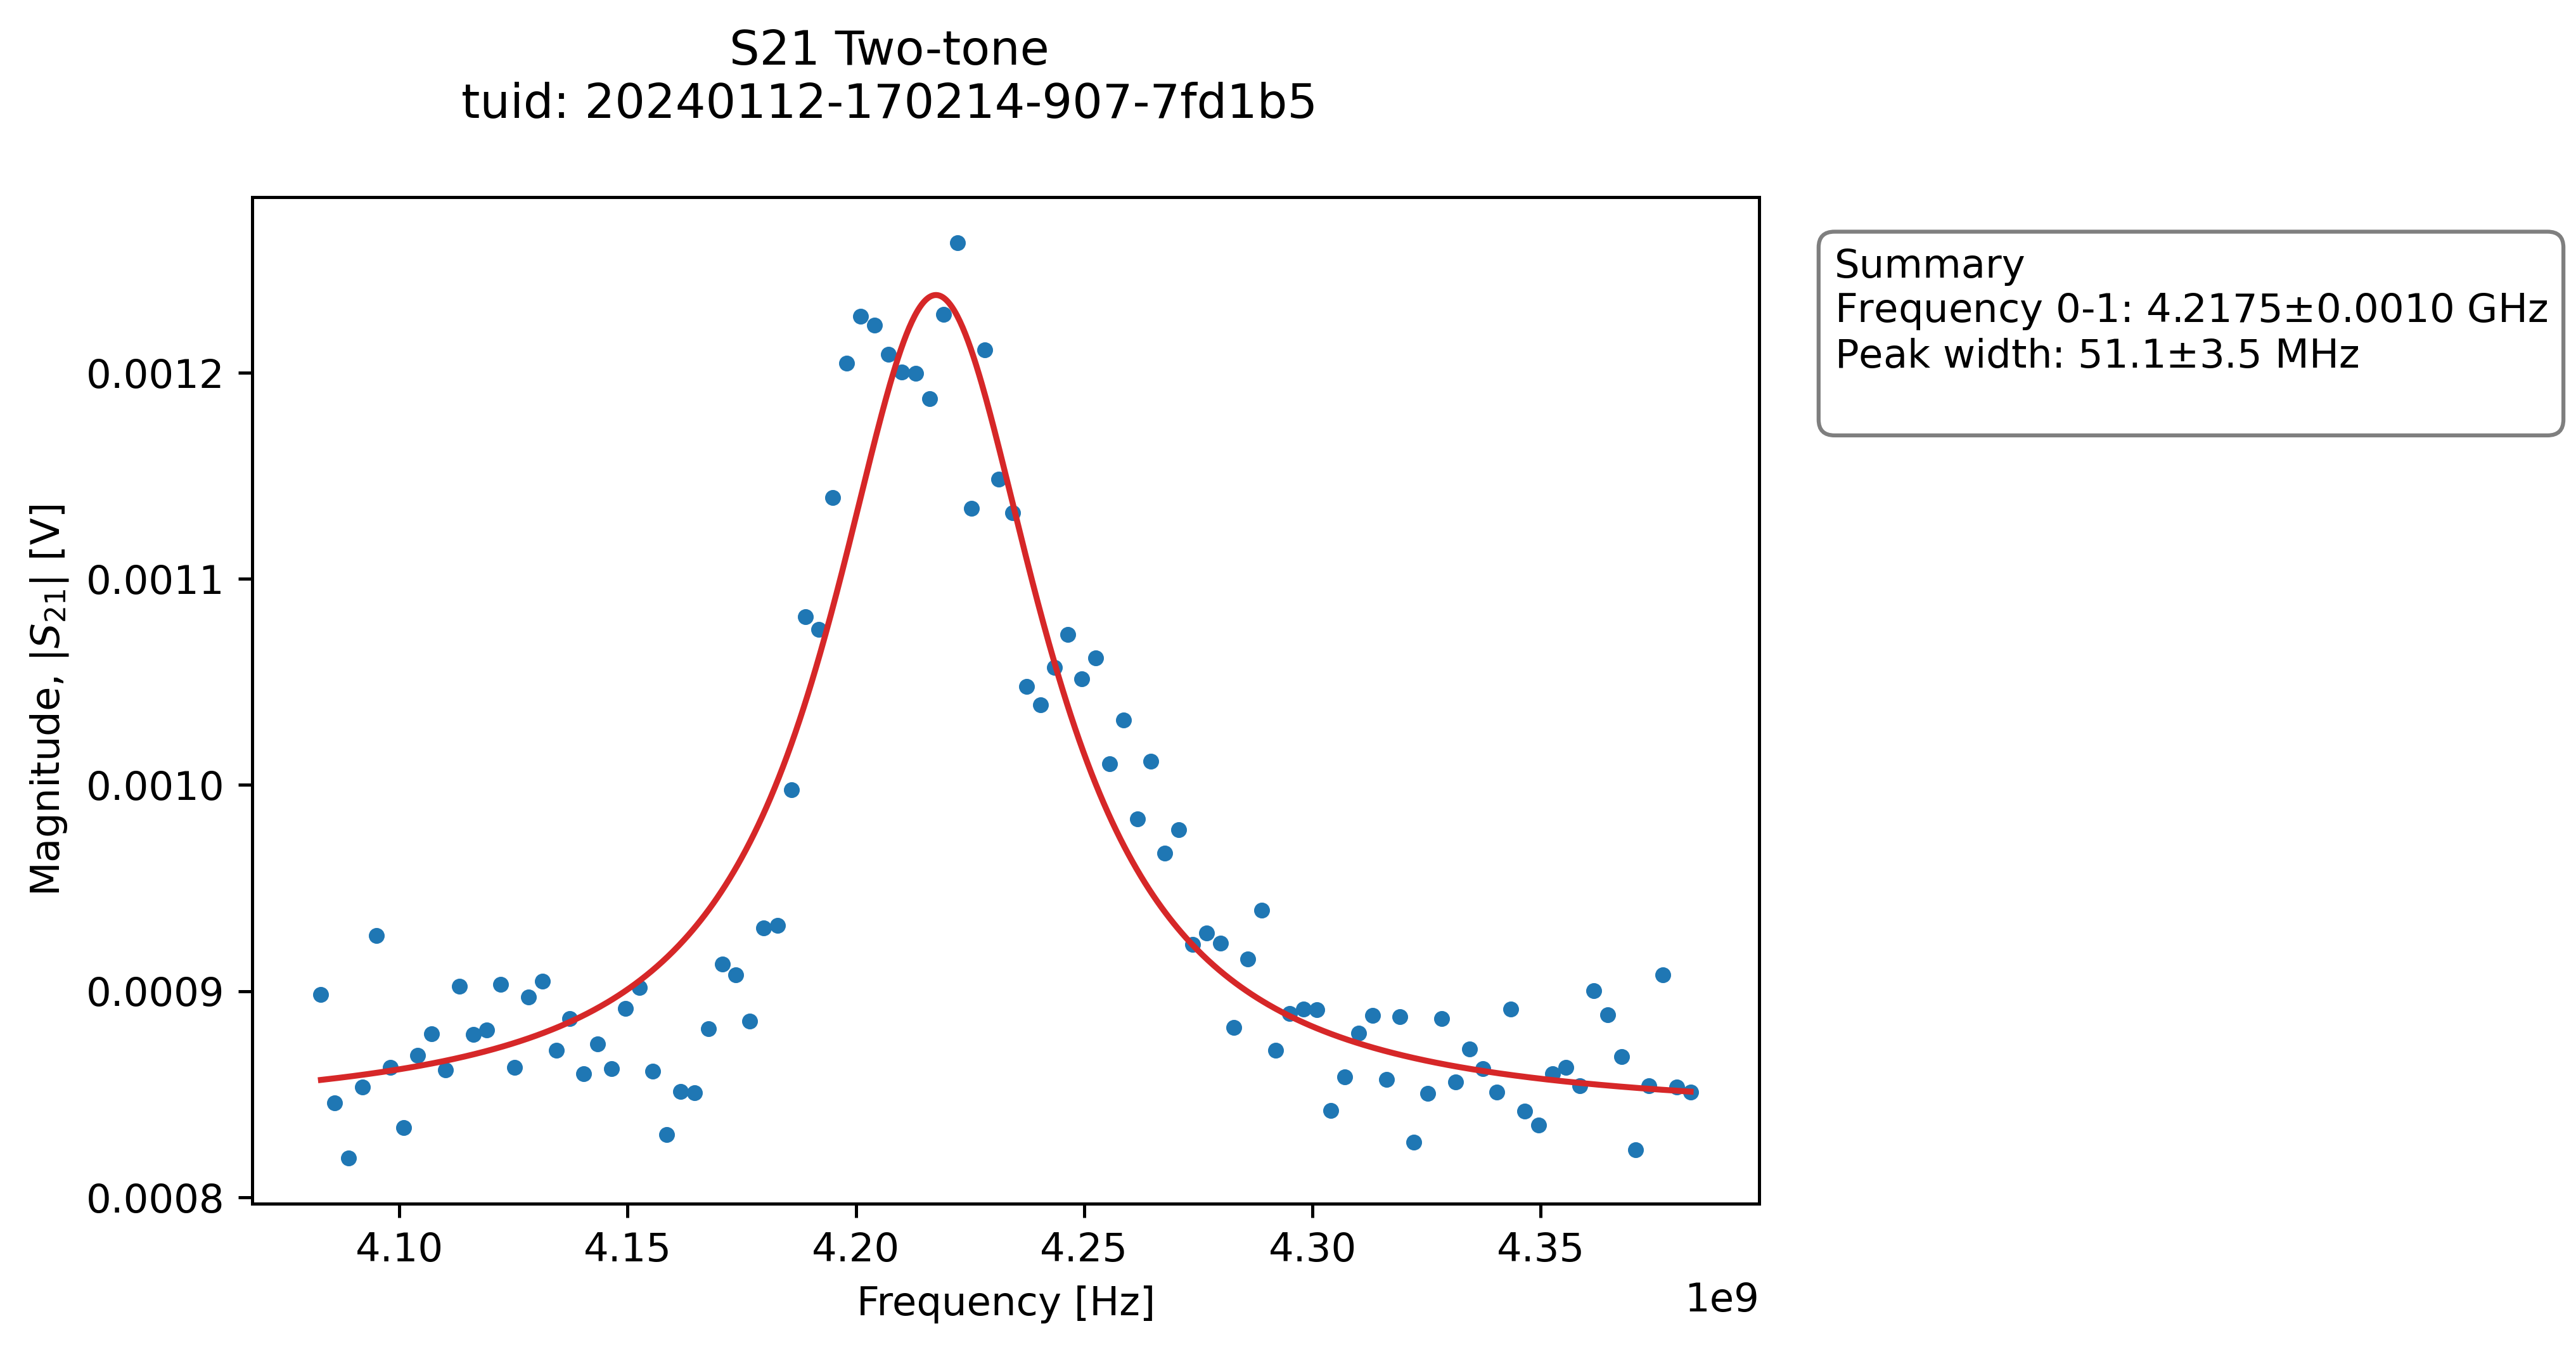 S21 Two-tone
tuid: 20240112-170214-907-7fd1b5
Summary
Frequency 0-1: 4.2175±0.0010 GHz
Peak width: 51.1±3.5 MHz
Magnitude, |S21| [V]
0.0012
0.0011
0.0010
0.0009
0.0008
4.10 4.15 4.20 4.25 4.30 4.35
Frequency [Hz]
1e9